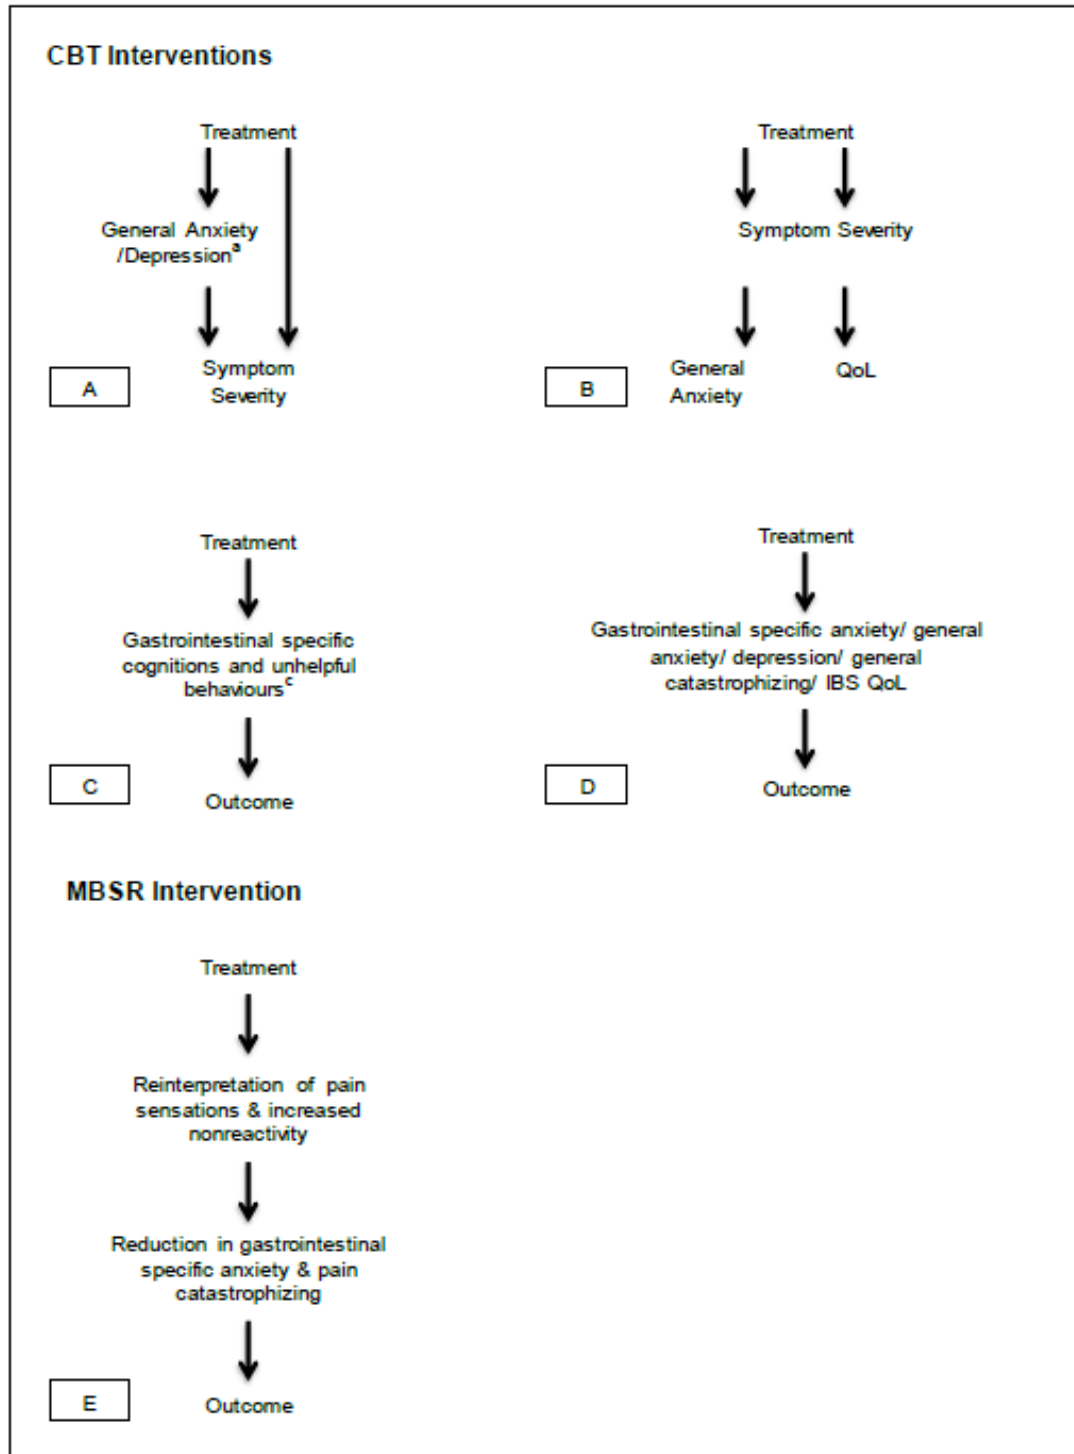 CBT Interventions
Treatment
General Anxiety
/Depressionᵃ
Symptom
Severity
A
Treatment
Symptom Severity
General
Anxiety
QoL
B
Treatment
Gastrointestinal specific
cognitions and unhelpful
behavioursᶜ
Outcome
C
Treatment
Gastrointestinal specific anxiety/ general
anxiety/ depression/ general
catastrophizing/ IBS QoL
Outcome
D
MBSR Intervention
Treatment
Reinterpretation of pain
sensations & increased
nonreactivity
Reduction in gastrointestinal
specific anxiety & pain
catastrophizing
Outcome
E